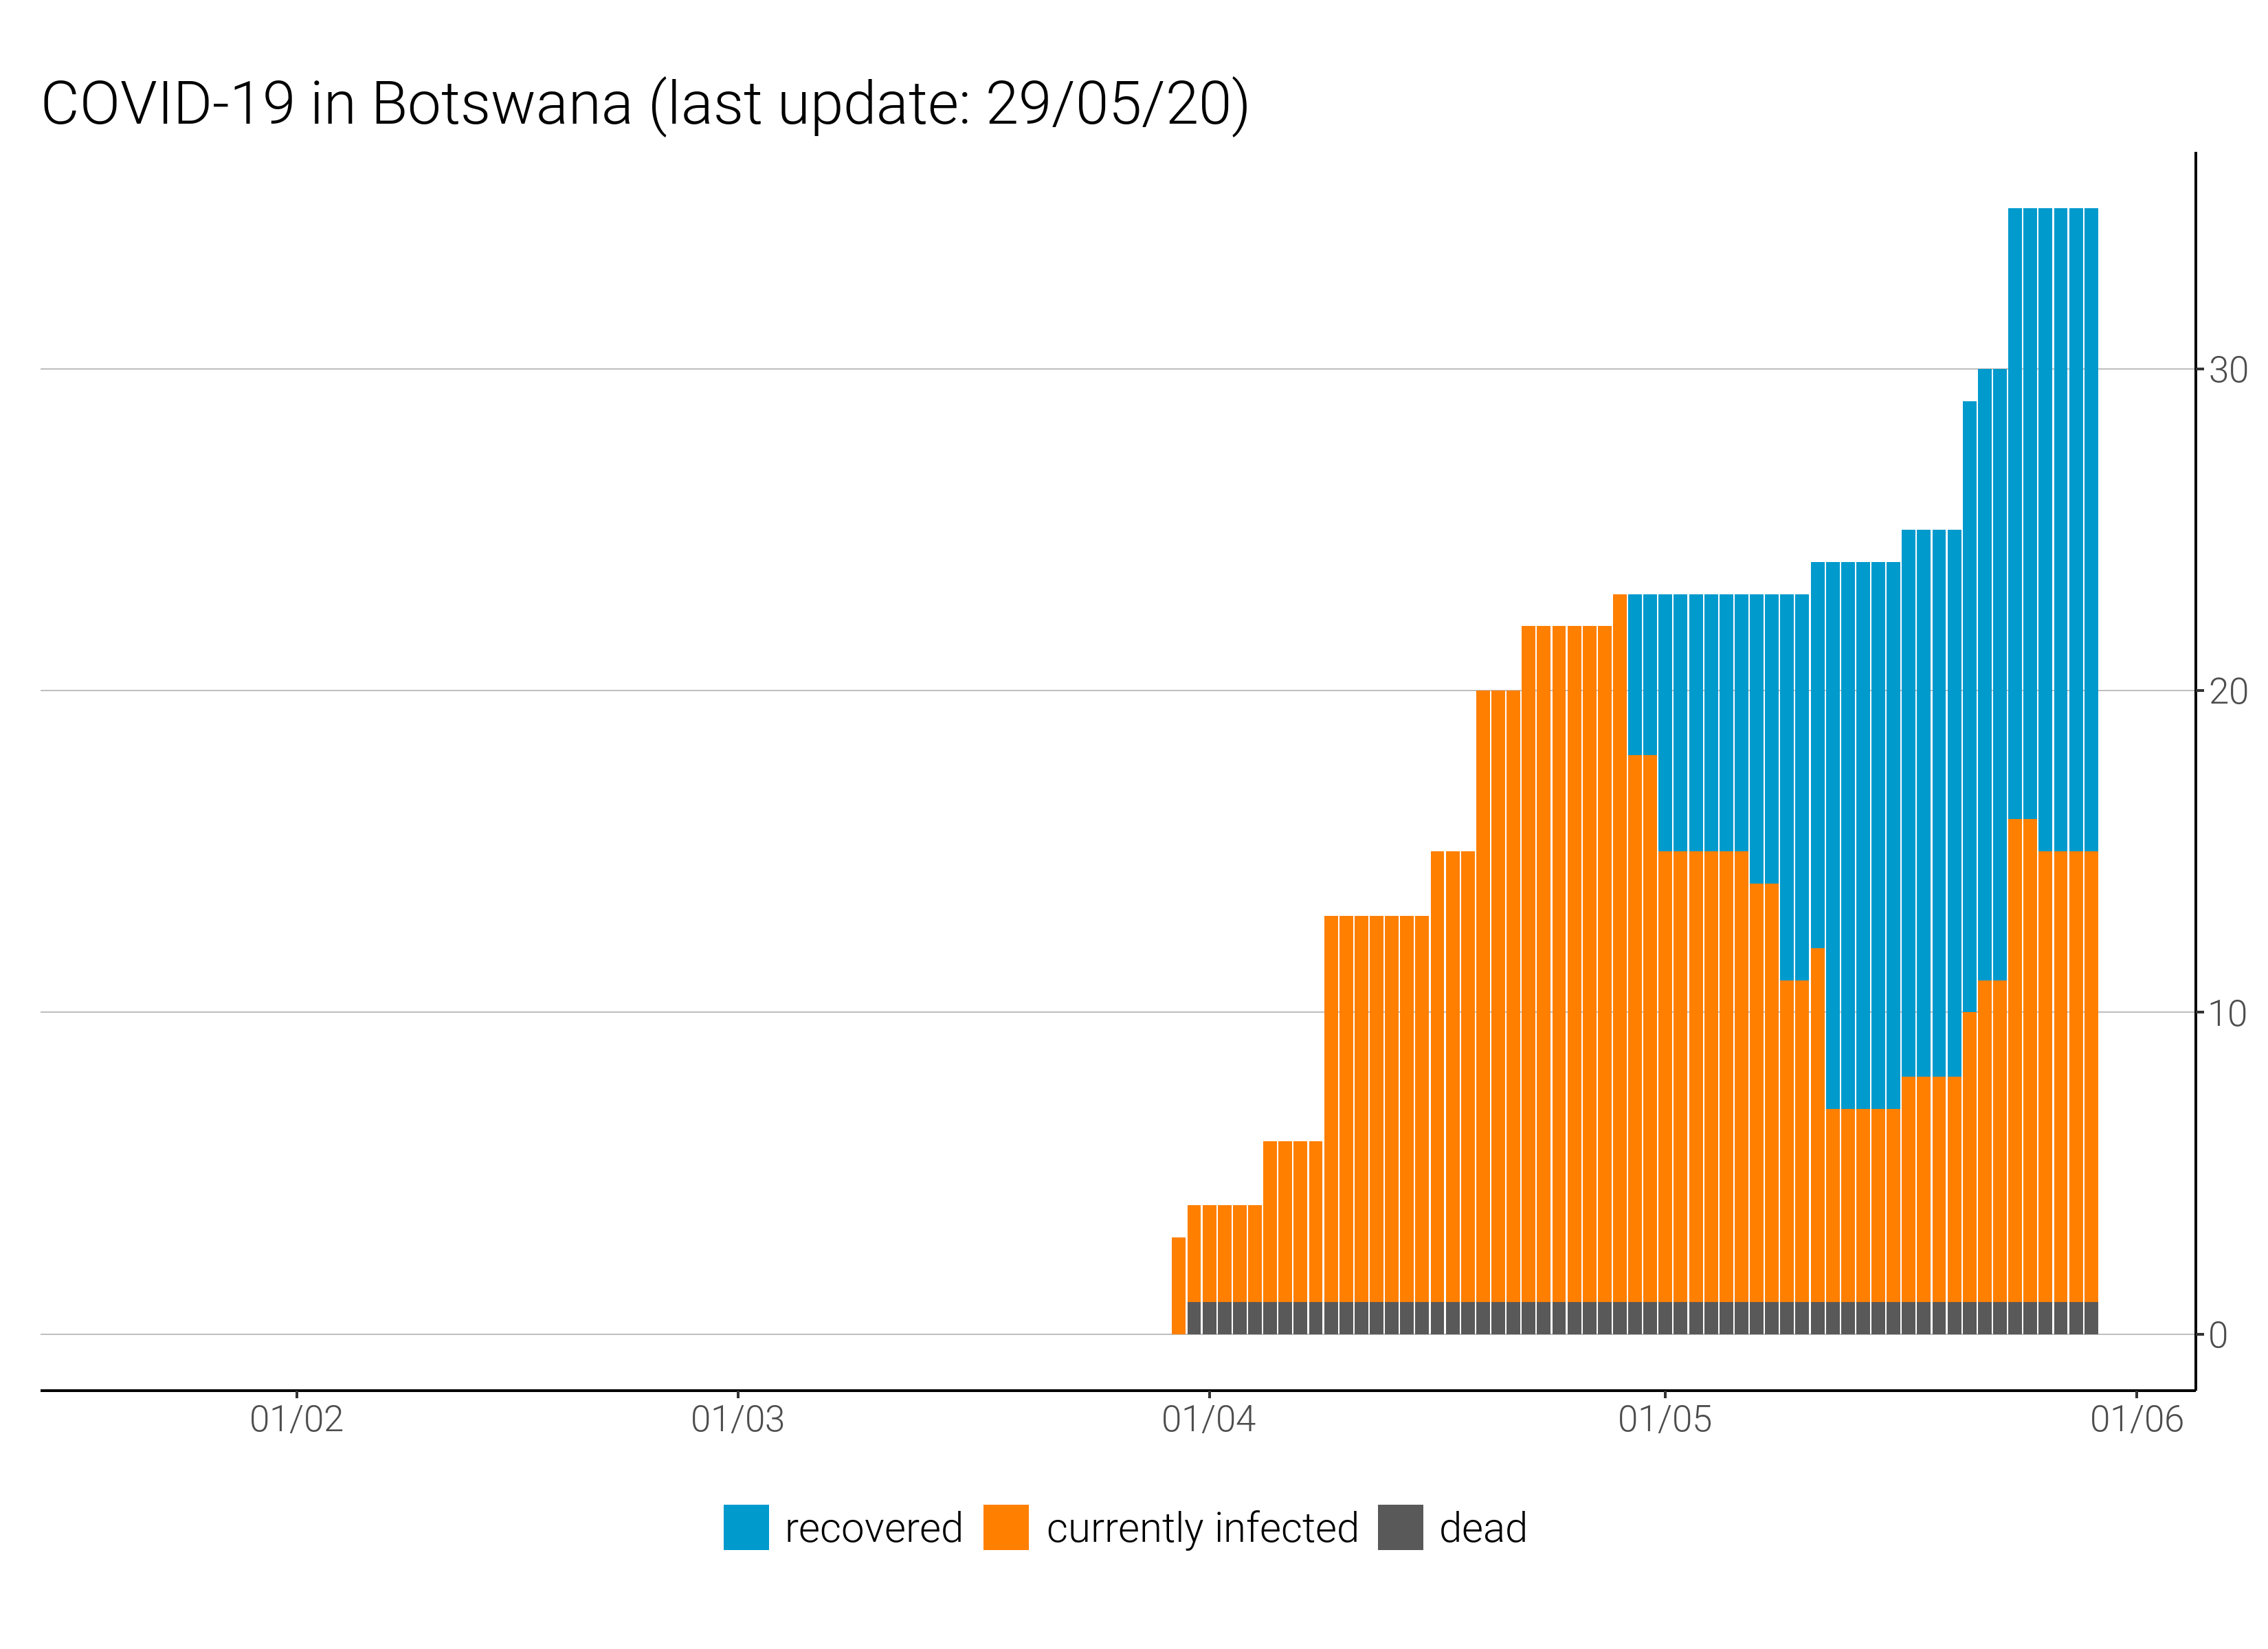 COVID-19 in Botswana (last update: 29/05/20)
30
20
10
0
01/02 01/03 01/04 01/05 01/06
recovered currently infected dead